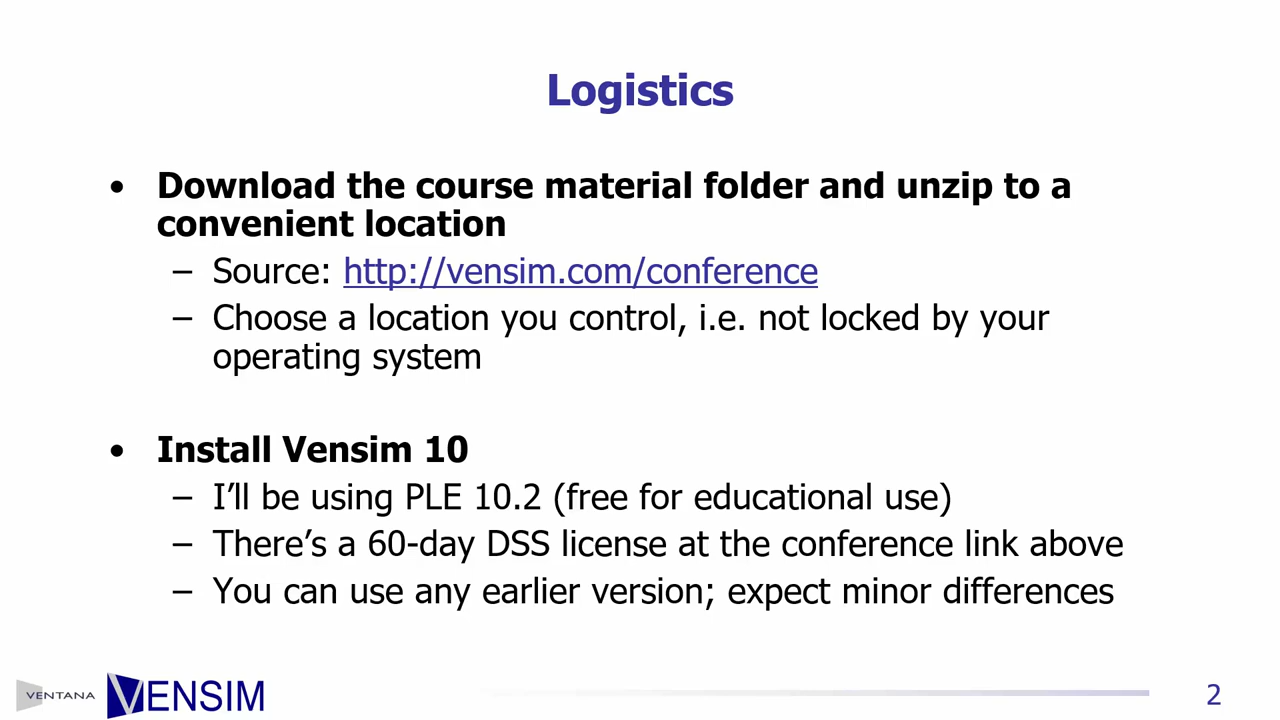 Logistics
• Download the course material folder and unzip to a
convenient location
– Source: http://vensim.com/conference
– Choose a location you control, i.e. not locked by your
operating system
• Install Vensim 10
– I’ll be using PLE 10.2 (free for educational use)
– There’s a 60-day DSS license at the conference link above
– You can use any earlier version; expect minor differences
VENTANA VENSIM
2